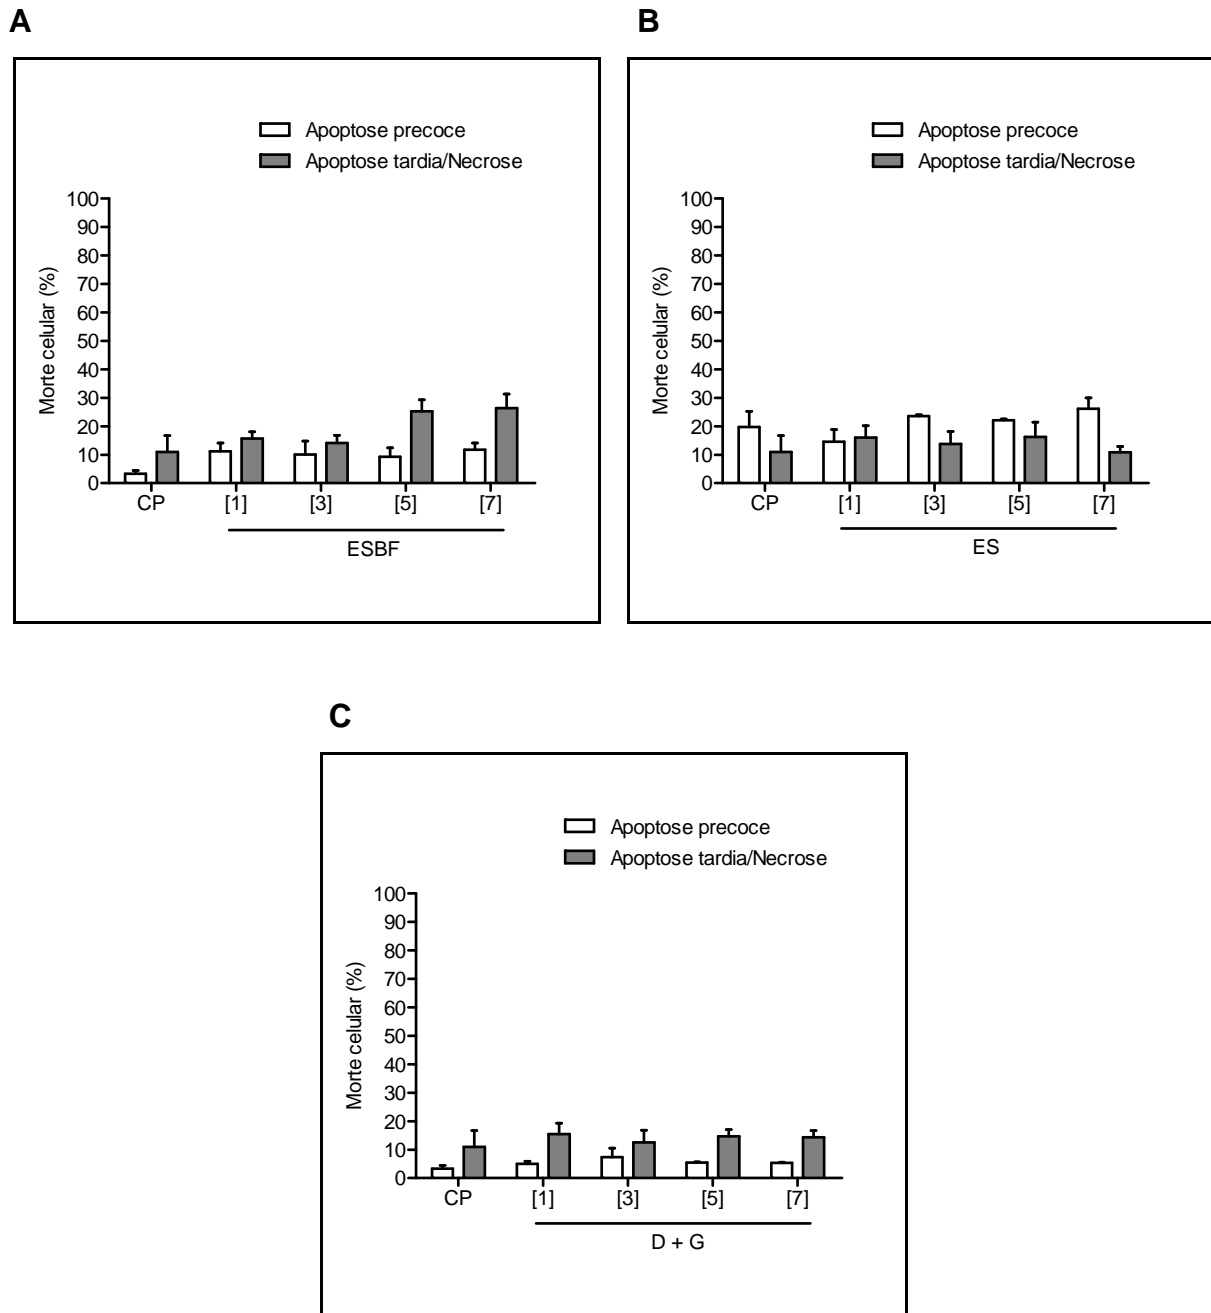 A
Apoptose precoce
Apoptose tardia/Necrose
100
90
80
70
60
50
40
30
20
10
0
Morte celular (%)
CP [1] [3] [5] [7]
ESBF
B
Apoptose precoce
Apoptose tardia/Necrose
100
90
80
70
60
50
40
30
20
10
0
Morte celular (%)
CP [1] [3] [5] [7]
ES
C
Apoptose precoce
Apoptose tardia/Necrose
100
90
80
70
60
50
40
30
20
10
0
Morte celular (%)
CP [1] [3] [5] [7]
D + G